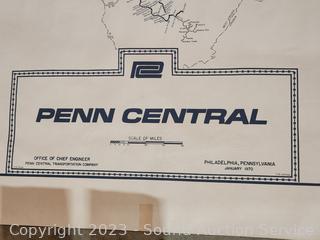 PENN CENTRAL
SCALE OF MILES
OFFICE OF CHIEF ENGINEER
PENN CENTRAL TRANSPORTATION COMPANY
PHILADELPHIA, PENNSYLVANIA
JANUARY 1970
Copyright 2023 - Sound Auction Service